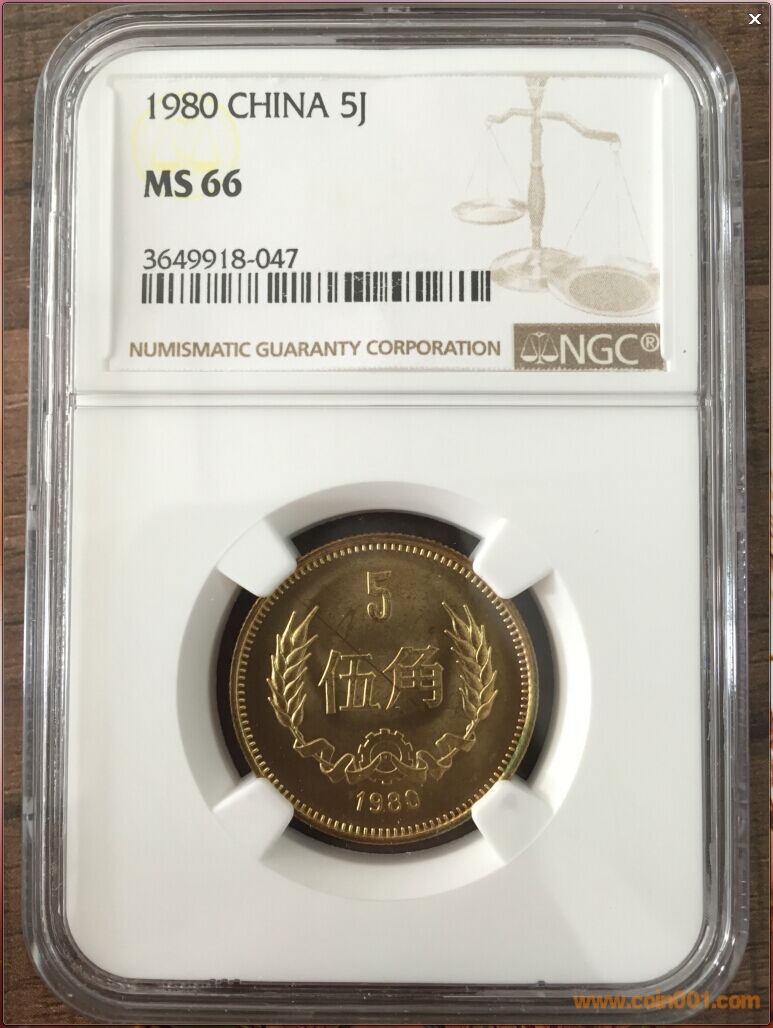 1980 CHINA 5J
MS 66
3649918-047
NUMISMATIC GUARANTY CORPORATION
NGC®
5
伍角
1980
www.coin001.com